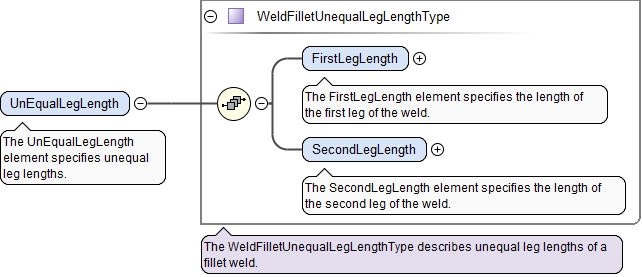 WeldFilletUnequalLegLengthType
FirstLegLength
The FirstLegLength element specifies the length of
the first leg of the weld.
UnEqualLegLength
The UnEqualLegLength
element specifies unequal
leg lengths.
SecondLegLength
The SecondLegLength element specifies the length of
the second leg of the weld.
The WeldFilletUnequalLegLengthType describes unequal leg lengths of a
fillet weld.